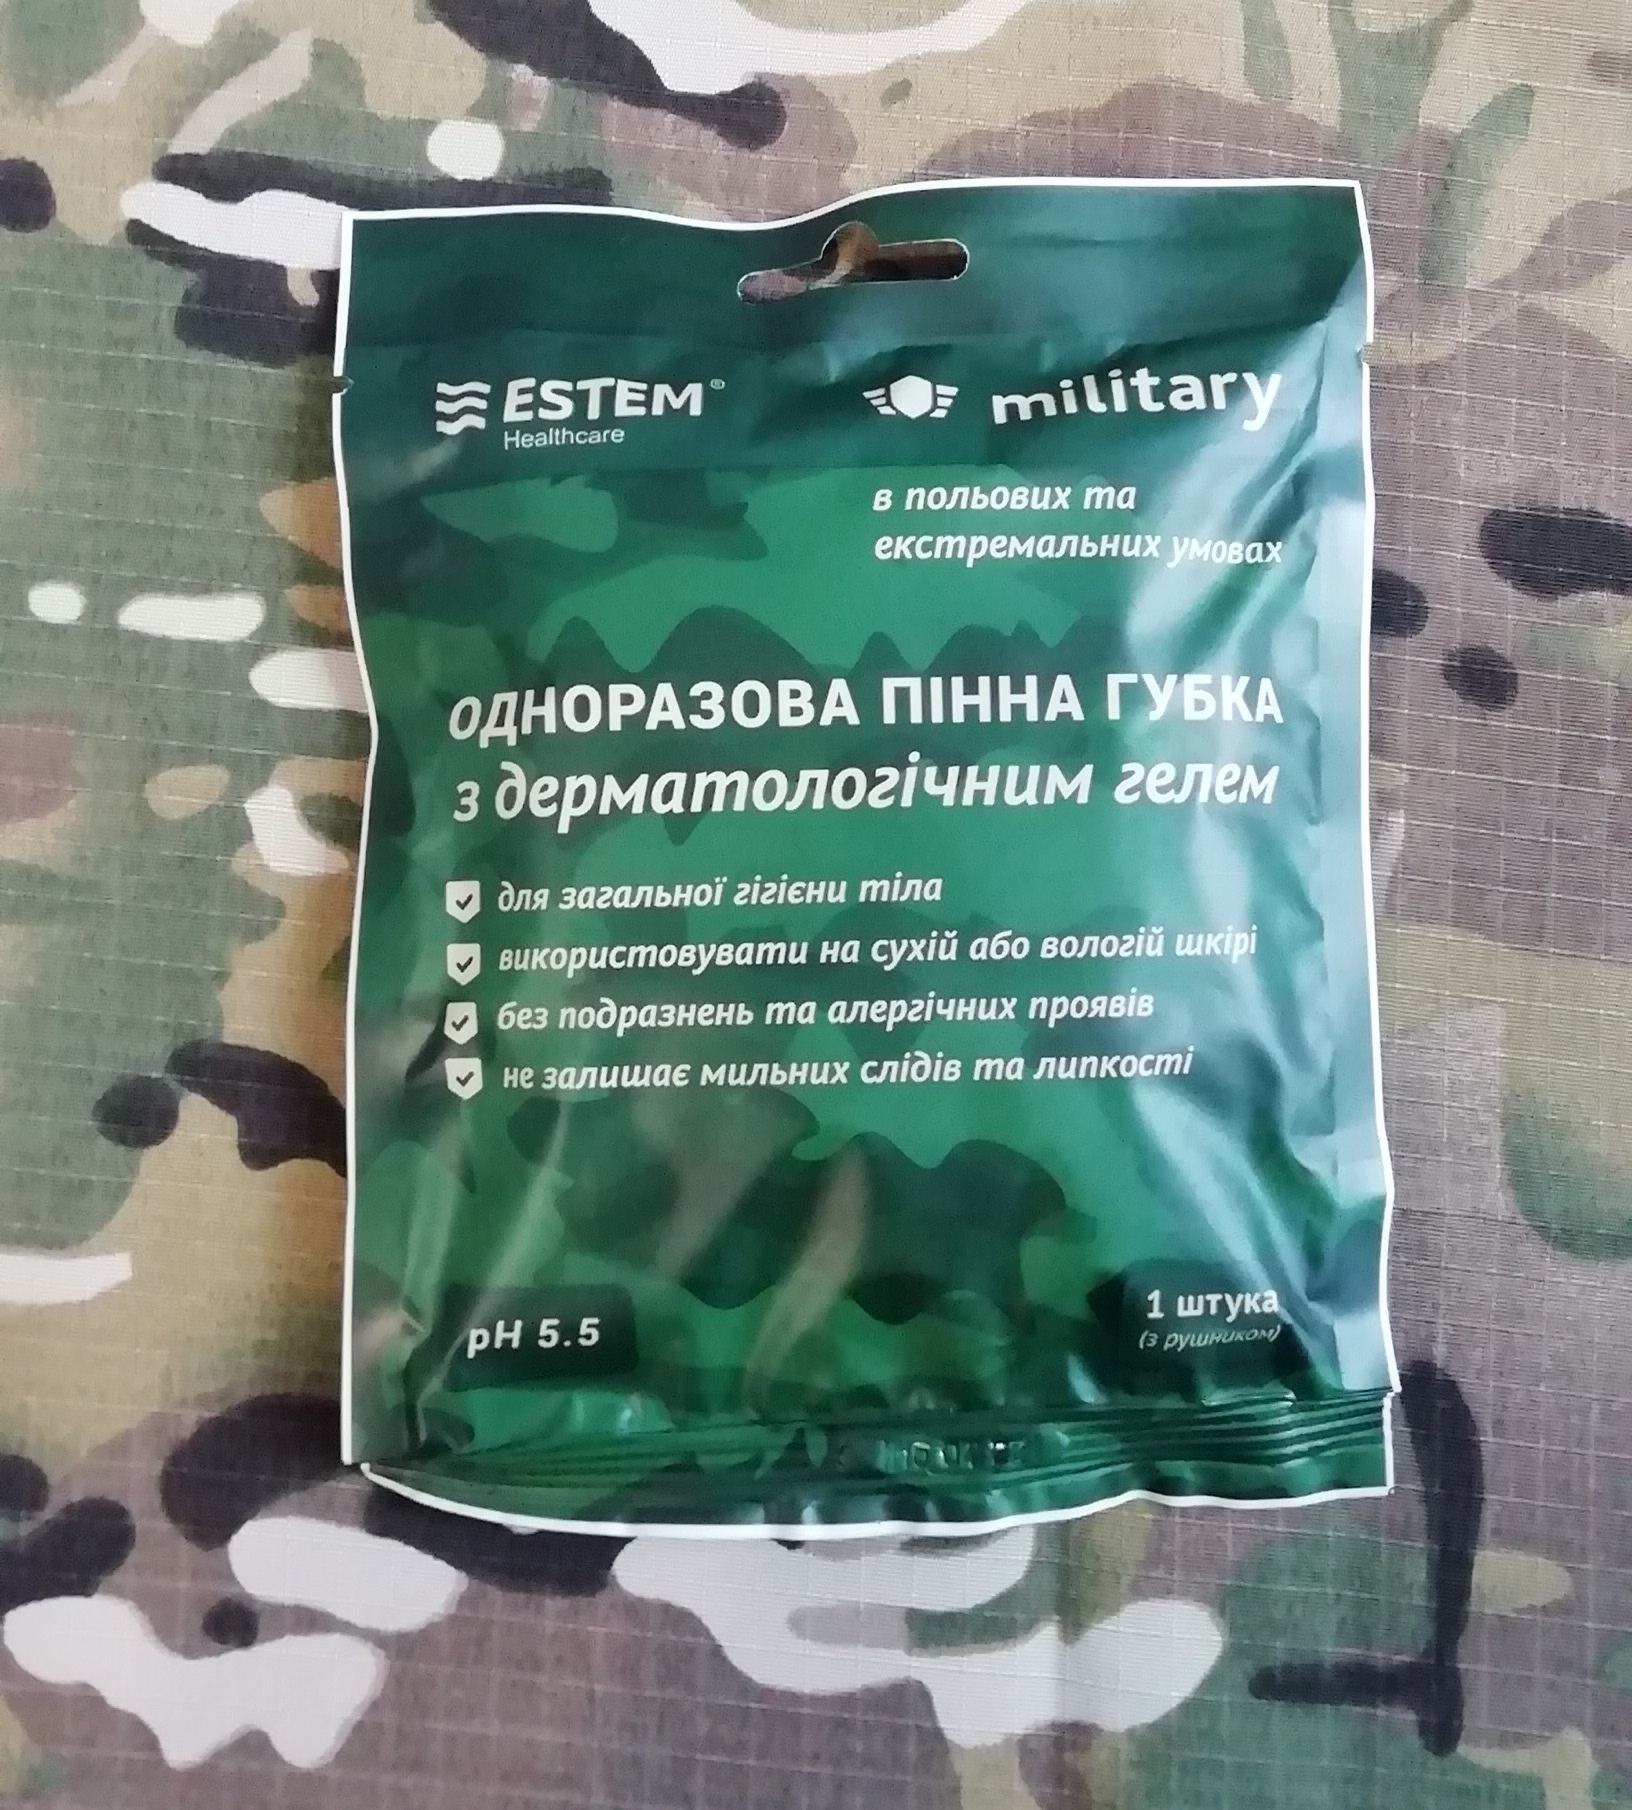 ESTEM®
Healthcare
military
в польових та
екстремальних умовах
ОДНОРАЗОВА ПІННА ГУБКА
з дерматологічним гелем
для загальної гігієни тіла
використовувати на сухій або вологій шкірі
без подразнень та алергічних проявів
не залишає мильних слідів та липкості
pH 5.5
1 штука
(з рушником)